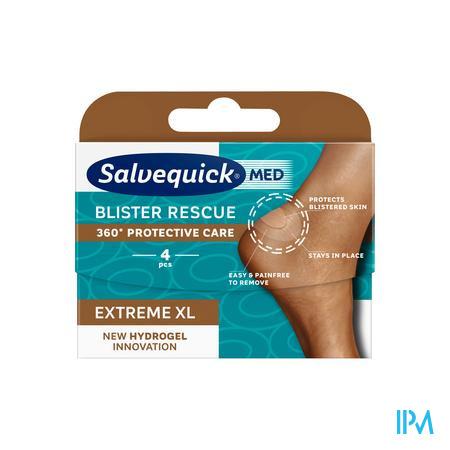 Salvequick® MED
BLISTER RESCUE
360° PROTECTIVE CARE
4
pcs
PROTECTS
BLISTERED SKIN
STAYS IN PLACE
EASY & PAINFREE
TO REMOVE
EXTREME XL
NEW HYDROGEL
INNOVATION
IPM